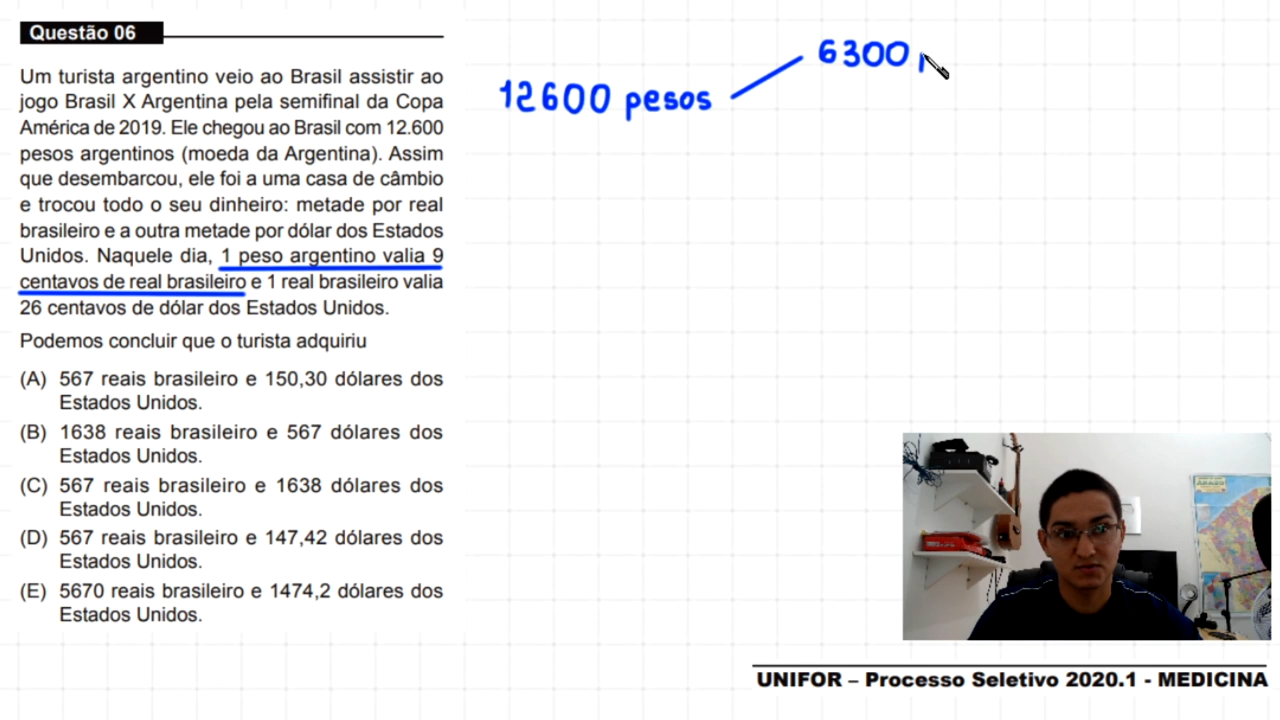 Questão 06
Um turista argentino veio ao Brasil assistir ao
jogo Brasil X Argentina pela semifinal da Copa
América de 2019. Ele chegou ao Brasil com 12.600
pesos argentinos (moeda da Argentina). Assim
que desembarcou, ele foi a uma casa de câmbio
e trocou todo o seu dinheiro: metade por real
brasileiro e a outra metade por dólar dos Estados
Unidos. Naquele dia, 1 peso argentino valia 9
centavos de real brasileiro e 1 real brasileiro valia
26 centavos de dólar dos Estados Unidos.
Podemos concluir que o turista adquiriu
(A) 567 reais brasileiro e 150,30 dólares dos
Estados Unidos.
(B) 1638 reais brasileiro e 567 dólares dos
Estados Unidos.
(C) 567 reais brasileiro e 1638 dólares dos
Estados Unidos.
(D) 567 reais brasileiro e 147,42 dólares dos
Estados Unidos.
(E) 5670 reais brasileiro e 1474,2 dólares dos
Estados Unidos.
12600 pesos
6300
UNIFOR – Processo Seletivo 2020.1 - MEDICINA